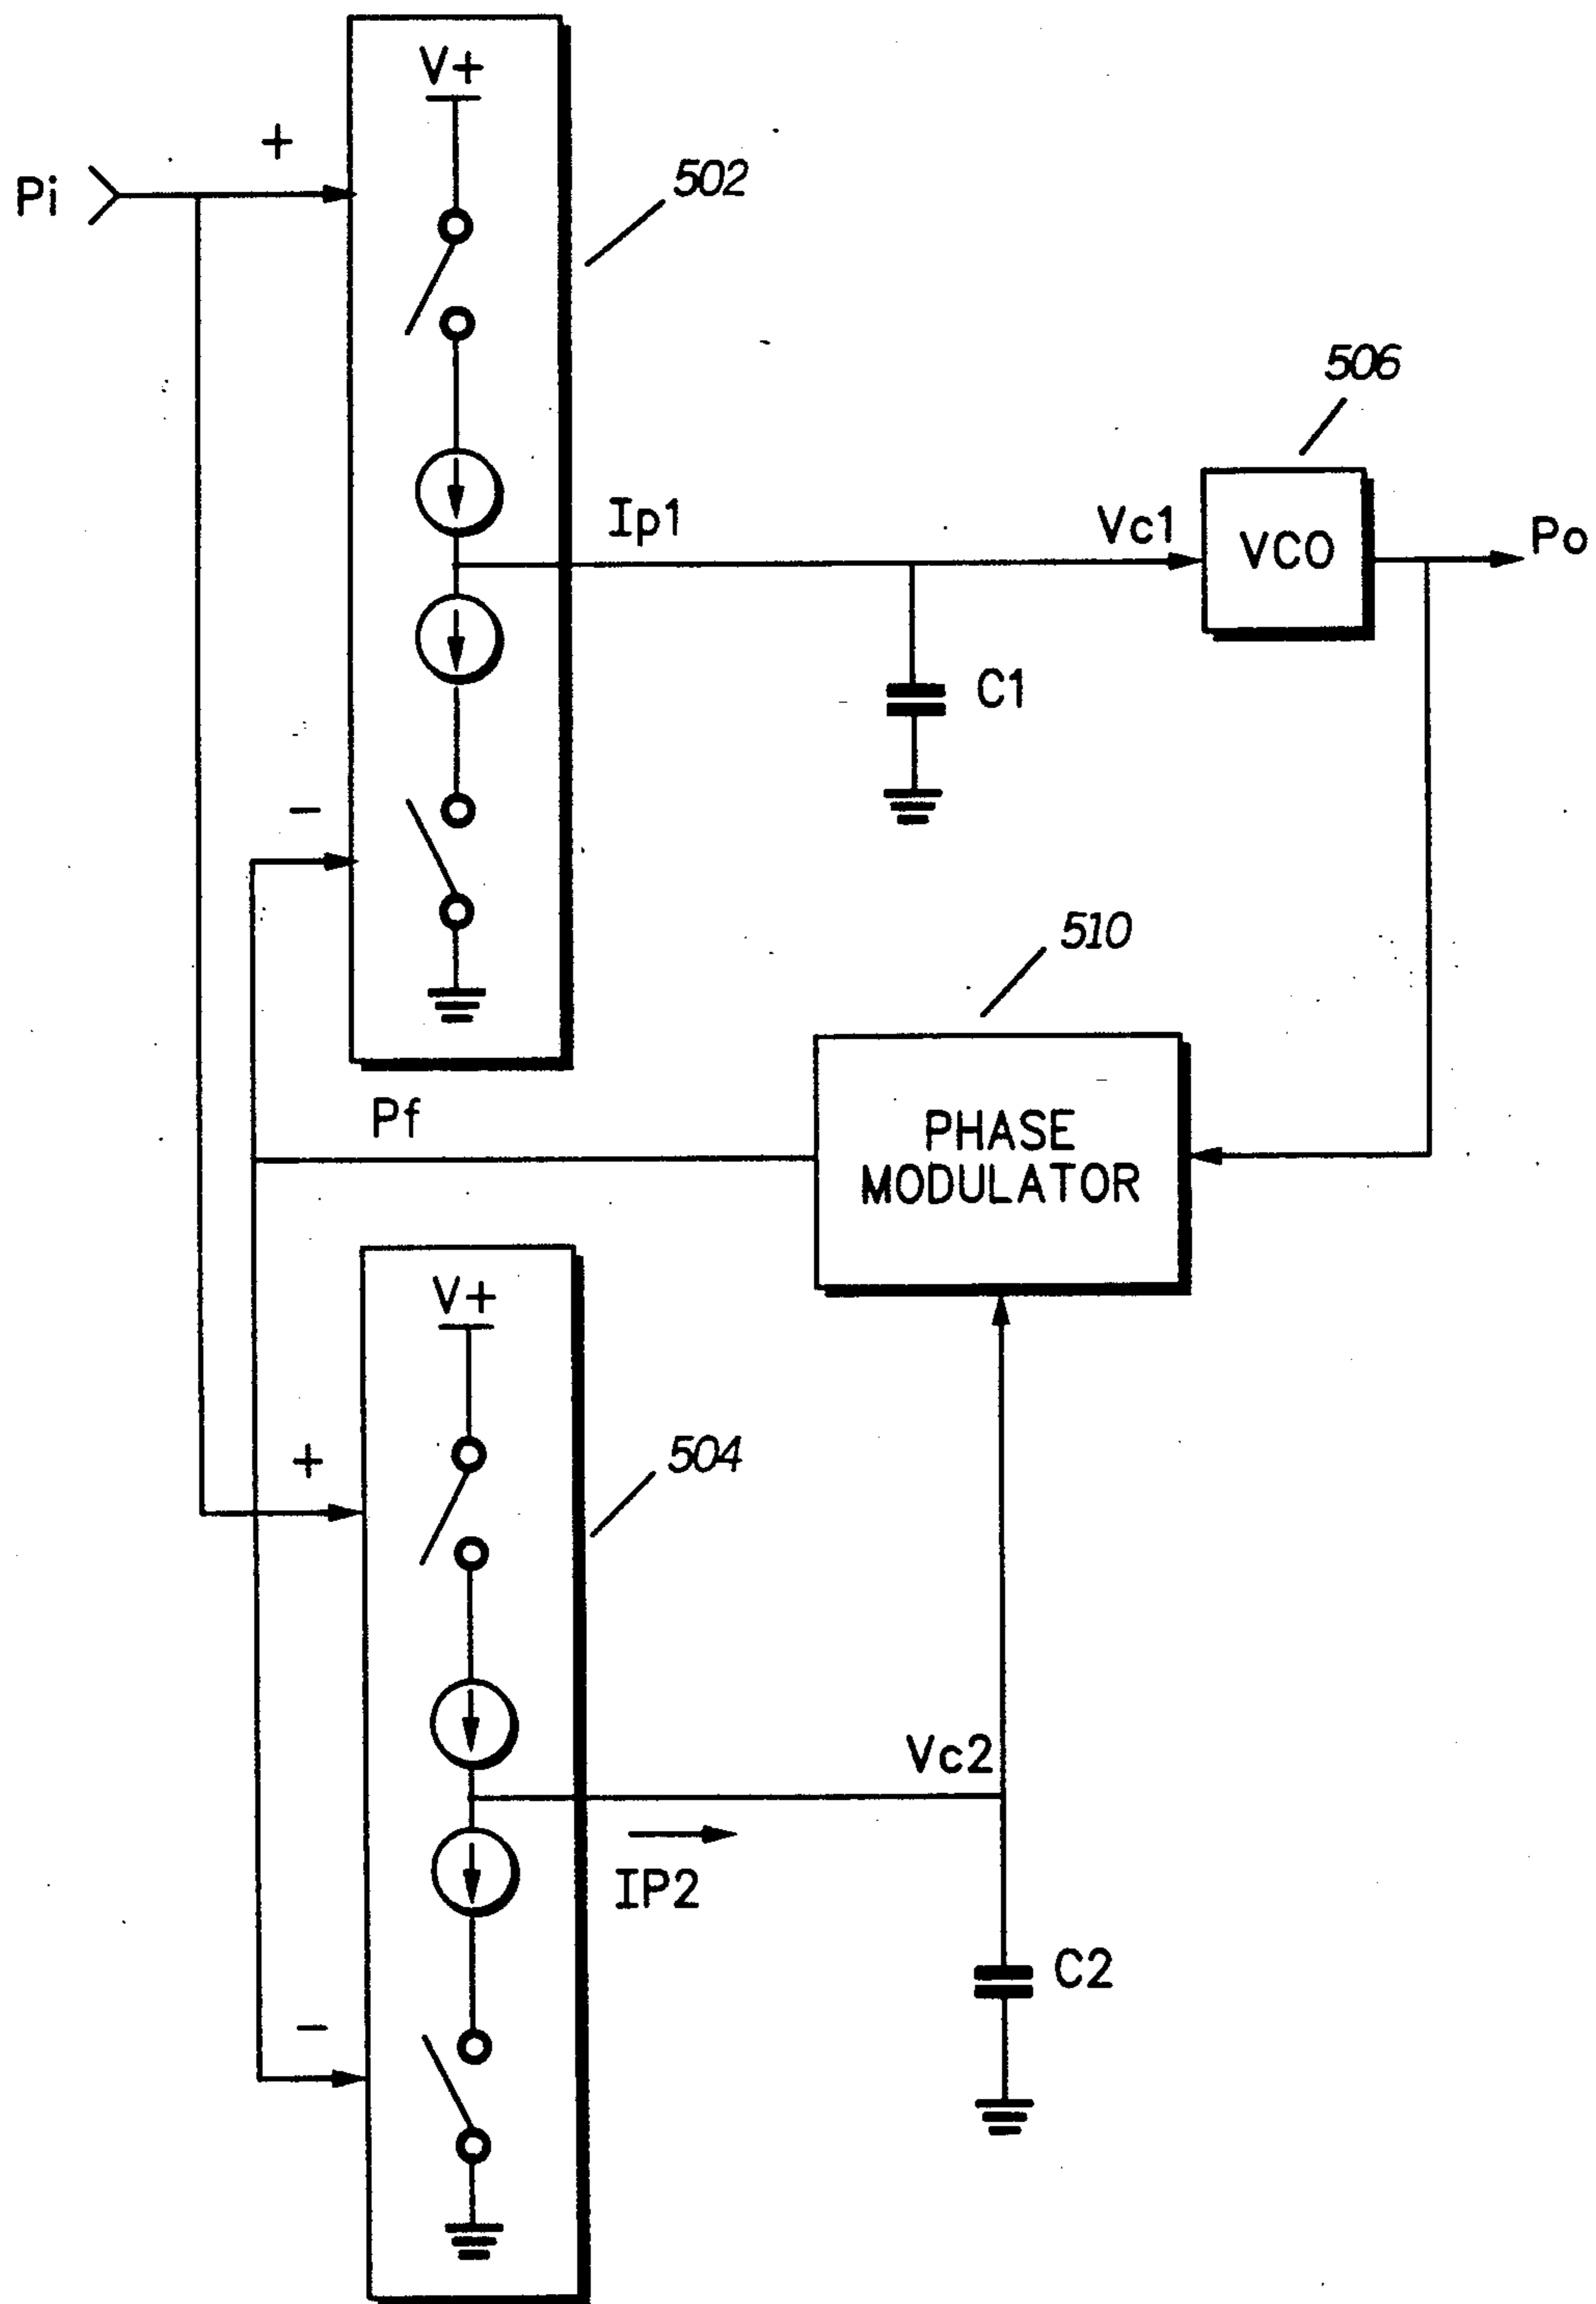 V+
+
Pi
502
506
Ip1
Vc1
VCO
Po
C1
-
510
Pf
PHASE
MODULATOR
V+
+
504
Vc2
IP2
C2
-